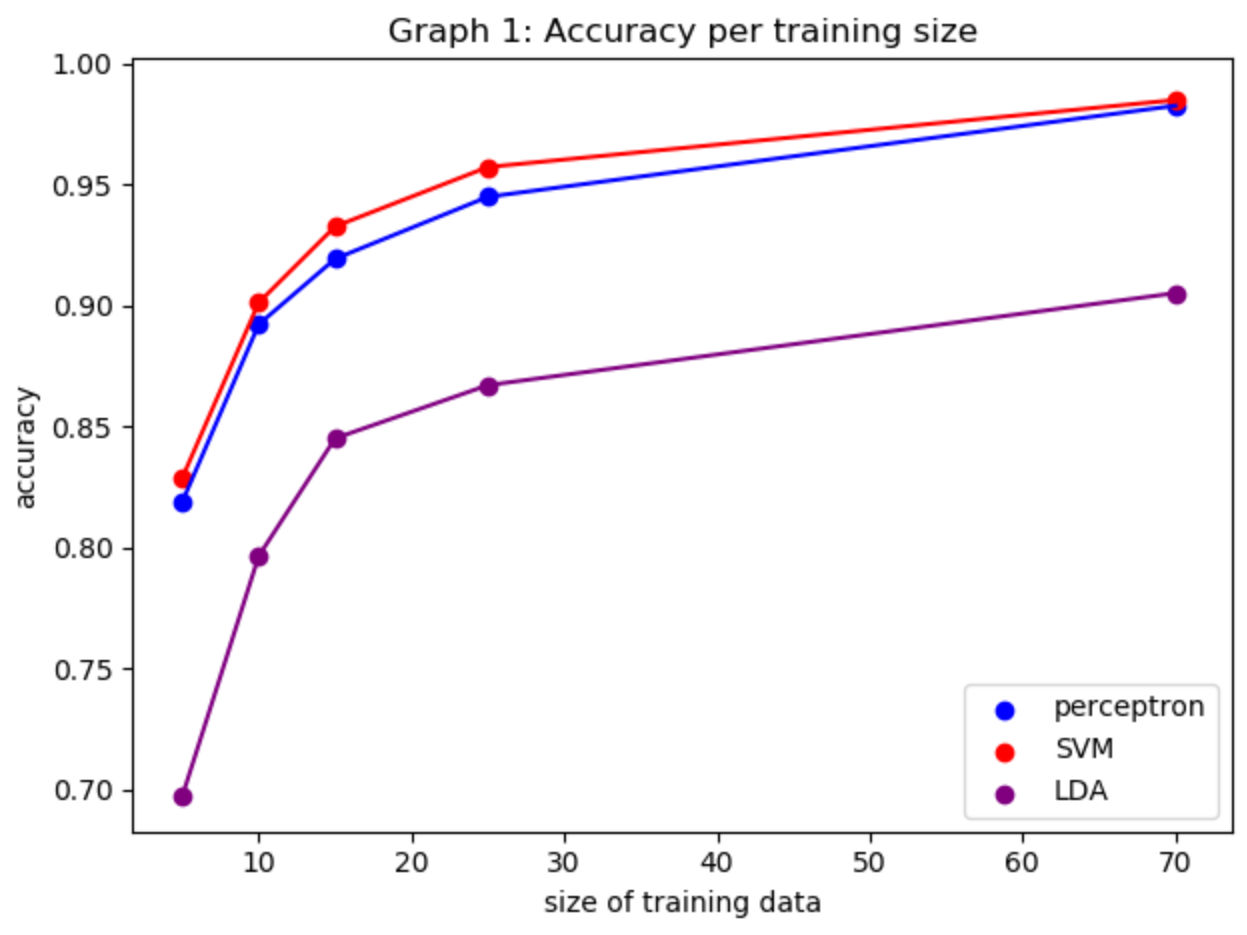 Graph 1: Accuracy per training size
1.00
0.95
0.90
0.85
0.80
0.75
0.70
accuracy
perceptron
SVM
LDA
10 20 30 40 50 60 70
size of training data